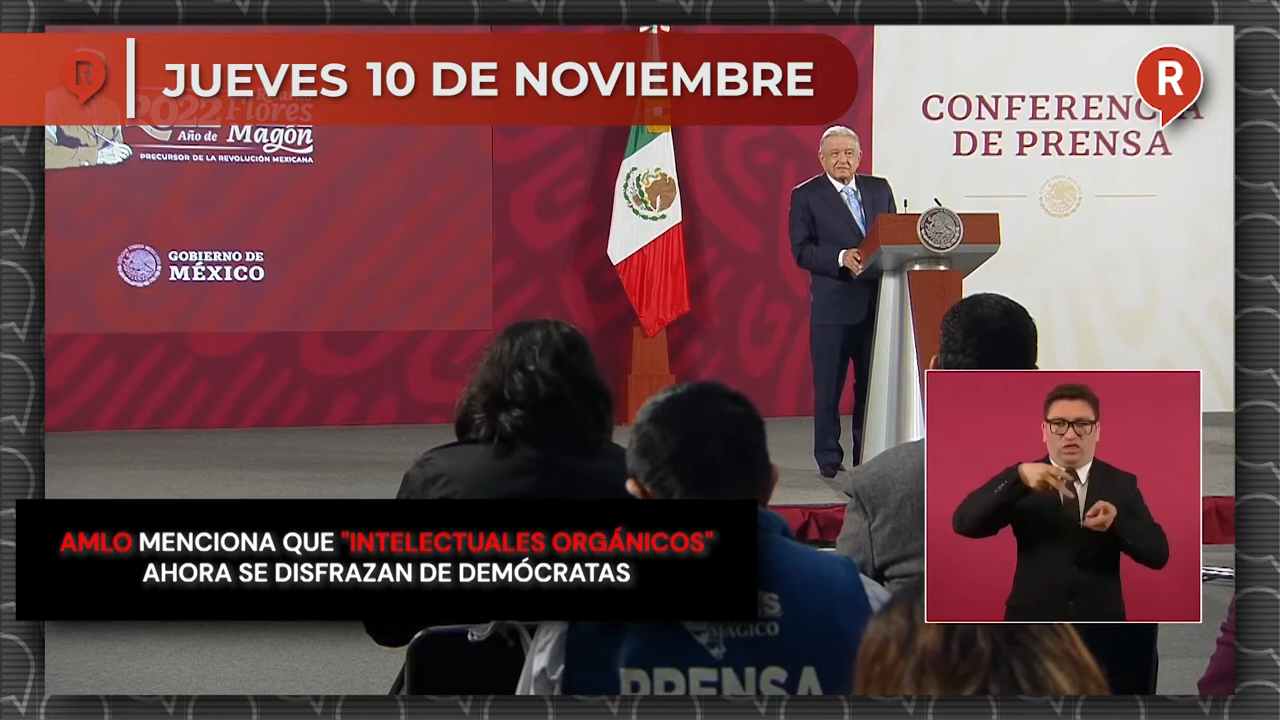 R
JUEVES 10 DE NOVIEMBRE
R
2022 Flores
Año de Magón
PRECURSOR DE LA REVOLUCIÓN MEXICANA
GOBIERNO DE
MÉXICO
CONFERENCIA
DE PRENSA
AMLO MENCIONA QUE "INTELECTUALES ORGÁNICOS"
AHORA SE DISFRAZAN DE DEMÓCRATAS
MÁGICO
PRENSA